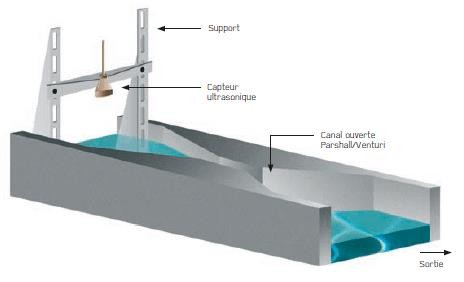 Support
Capteur
ultrasonique
Canal ouverte
Parshall/Venturi
Sortie